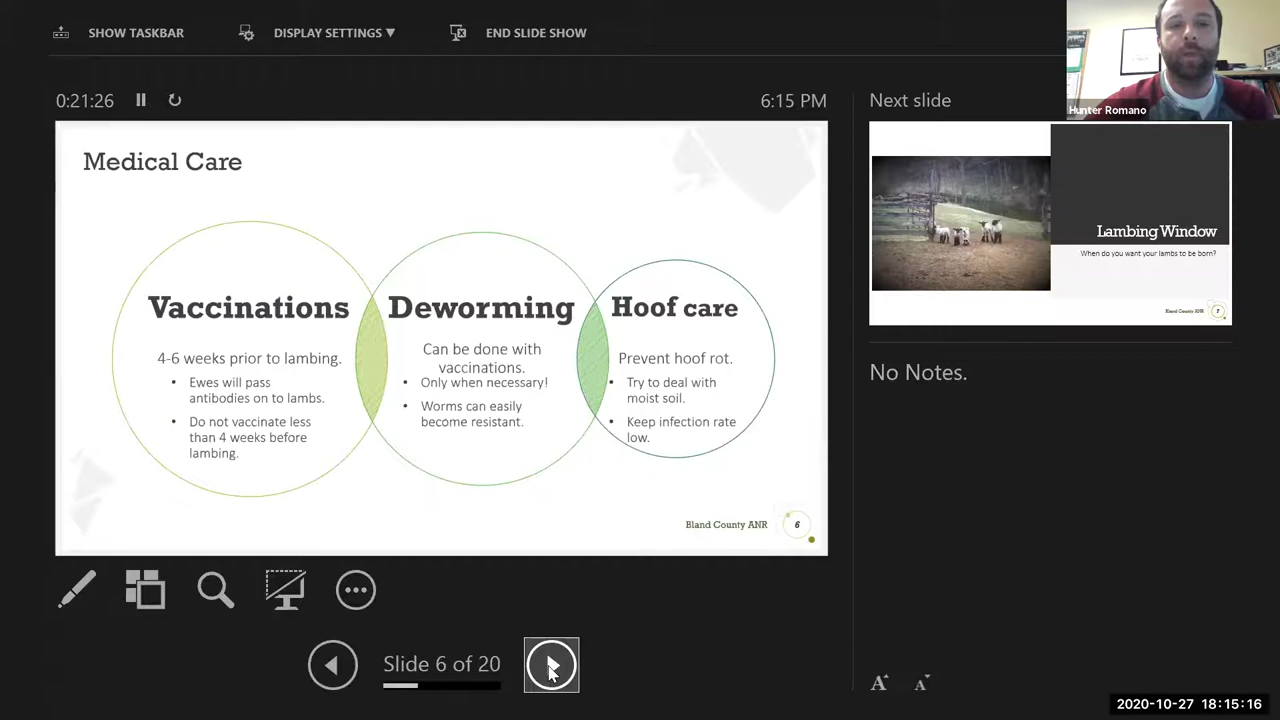 SHOW TASKBAR
DISPLAY SETTINGS ▼
END SLIDE SHOW
Hunter Romano
0:21:26
6:15 PM
Next slide
Medical Care
Vaccinations
4-6 weeks prior to lambing.
• Ewes will pass
antibodies on to lambs.
• Do not vaccinate less
than 4 weeks before
lambing.
Deworming
Can be done with
vaccinations.
• Only when necessary!
• Worms can easily
become resistant.
Hoof care
Prevent hoof rot.
• Try to deal with
moist soil.
• Keep infection rate
low.
Bland County ANR
6
Lambing Window
When do you want your lambs to be born?
Bland County ANR
7
No Notes.
Slide 6 of 20
A A
2020-10-27 18:15:16